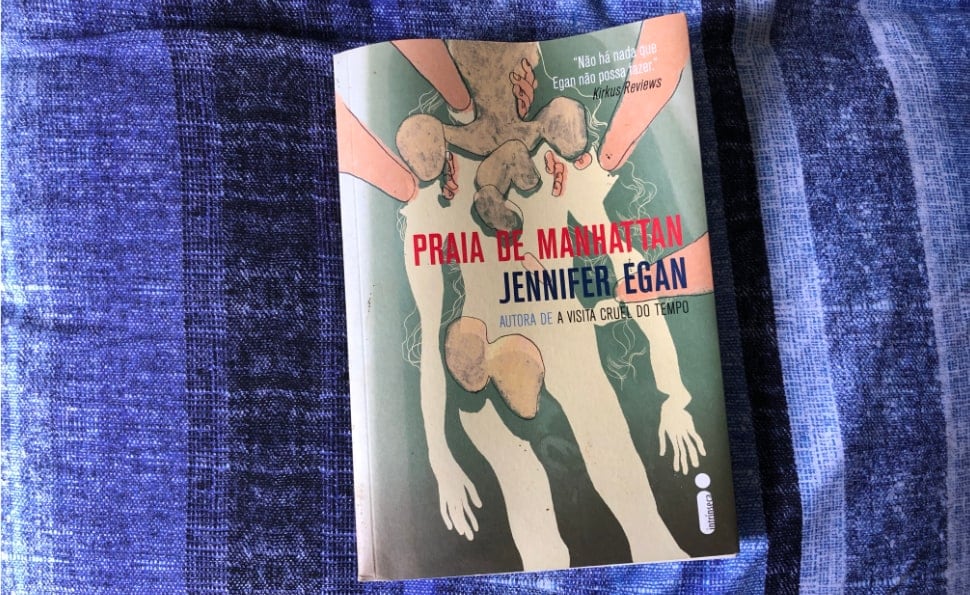 "Não há nada que
Egan não possa fazer."
Kirkus Reviews
PRAIA DE MANHATTAN
JENNIFER EGAN
AUTORA DE A VISITA CRUEL DO TEMPO
intrínseca